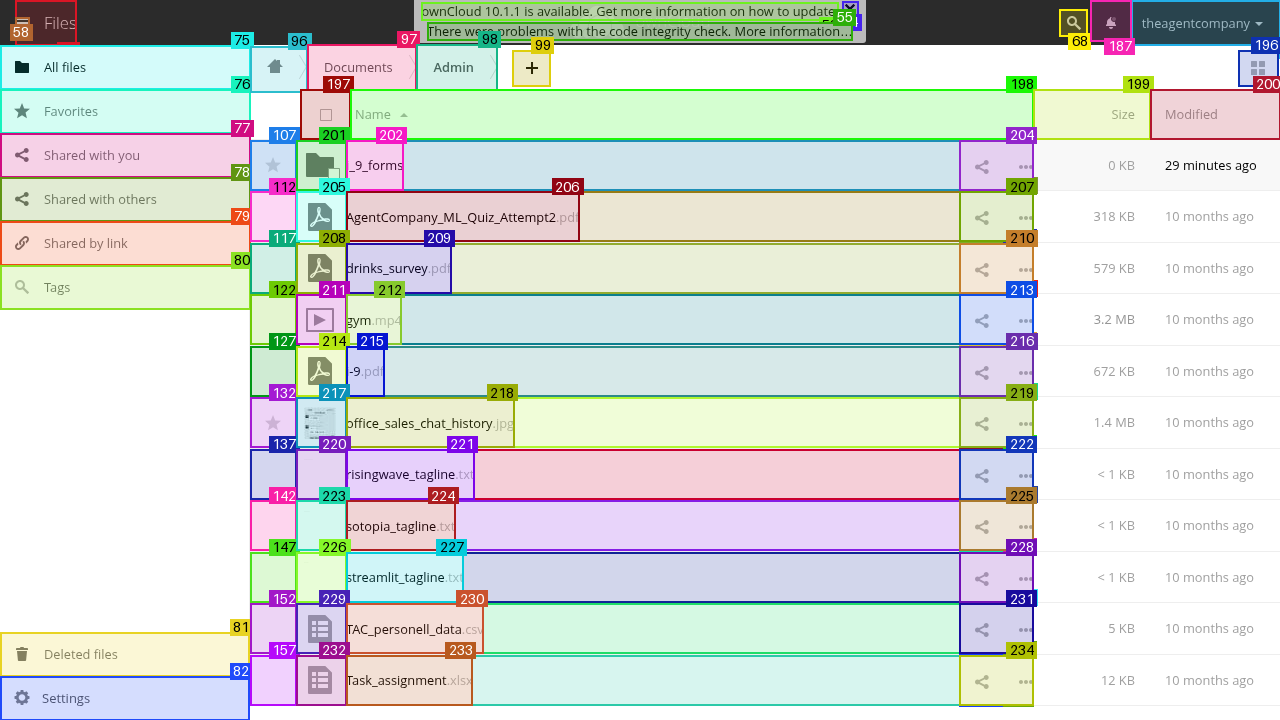 Files
ownCloud 10.1.1 is available. Get more information on how to update
There were problems with the code integrity check. More information…
theagentcompany
58
55
68
187
75
96
97
98
99
196
All files
Documents
Admin
+
76
197
198
199
200
Favorites
Name
Size
Modified
77
107
201
202
204
Shared with you
_9_forms
0 KB
29 minutes ago
78
112
205
206
207
Shared with others
AgentCompany_ML_Quiz_Attempt2.pdf
318 KB
10 months ago
79
117
208
209
210
Shared by link
drinks_survey.pdf
579 KB
10 months ago
80
122
211
212
213
Tags
gym.mp4
3.2 MB
10 months ago
127
214
215
216
-9.pdf
672 KB
10 months ago
132
217
218
219
office_sales_chat_history.jpg
1.4 MB
10 months ago
137
220
221
222
risingwave_tagline.txt
< 1 KB
10 months ago
142
223
224
225
sotopia_tagline.txt
< 1 KB
10 months ago
147
226
227
228
streamlit_tagline.txt
< 1 KB
10 months ago
152
229
230
231
81
TAC_personell_data.csv
5 KB
10 months ago
Deleted files
157
232
233
234
82
Task_assignment.xlsx
12 KB
10 months ago
Settings